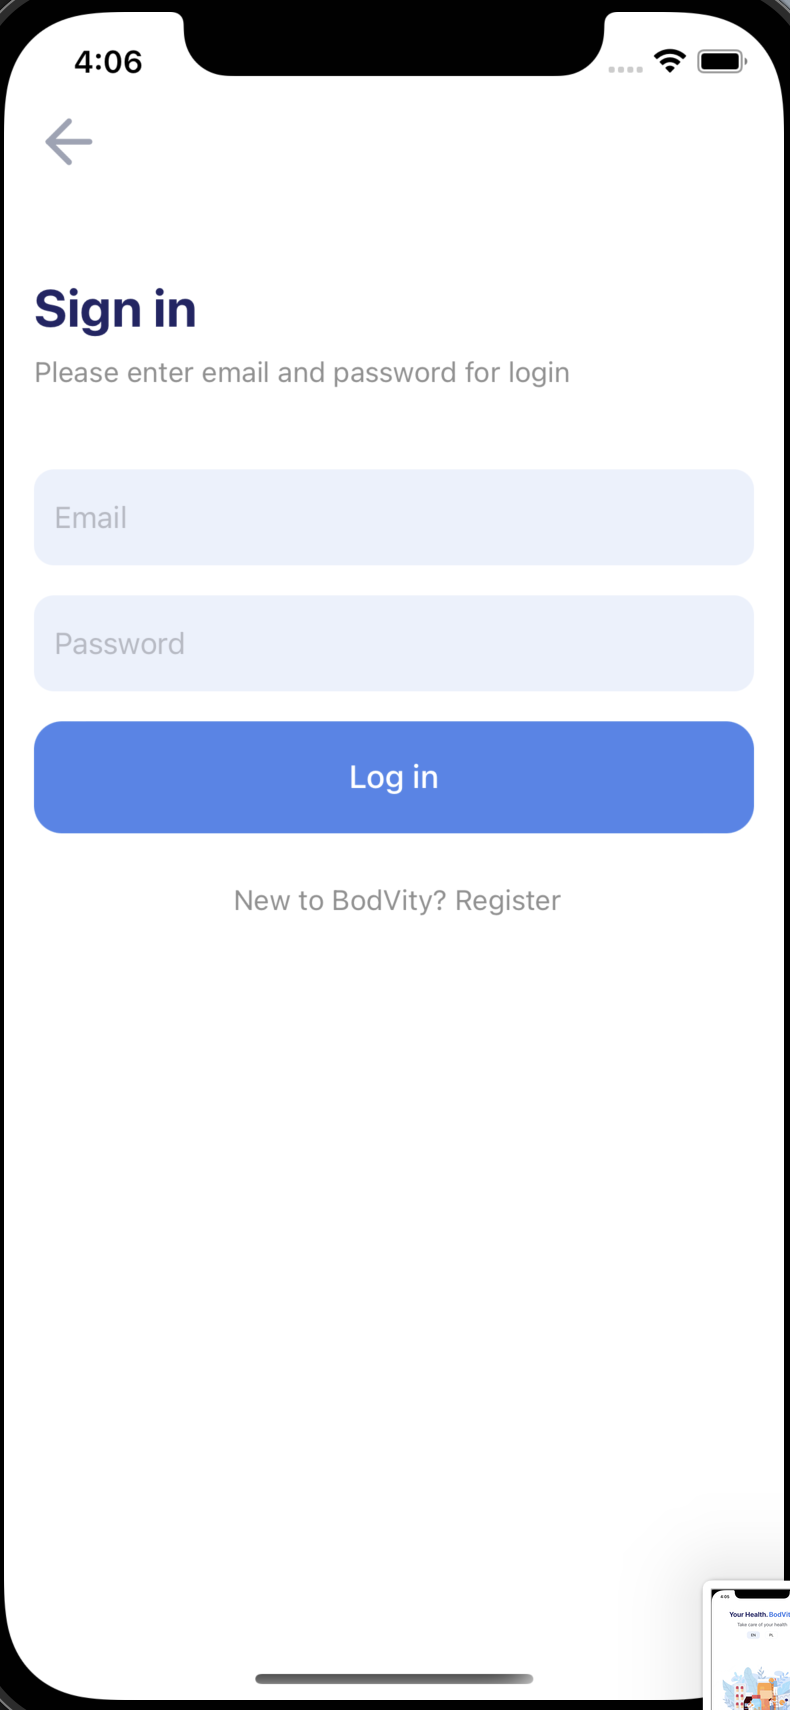 4:06
Sign in
Please enter email and password for login
Email
Password
Log in
New to BodVity? Register
4:05
Your Health. BodVit
Take care of your health
EN PL